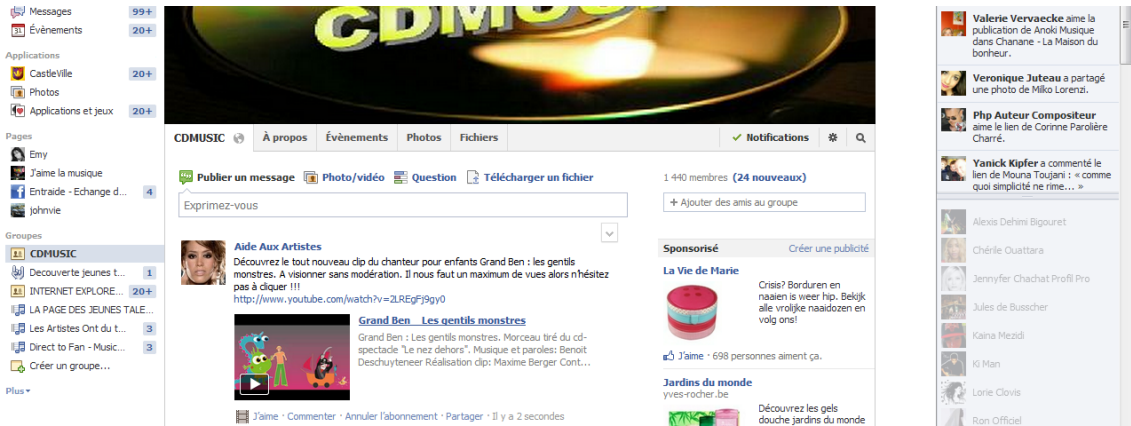 Messages 99+
Évènements 20+
Applications
CastleVille 20+
Photos
Applications et jeux 20+
Pages
Emy
J'aime la musique
Entraide - Echange d... 4
johnvie
Groupes
CDMUSIC
Decouverte jeunes t... 1
INTERNET EXPLORE... 20+
LA PAGE DES JEUNES TALE...
Les Artistes Ont du t... 3
Direct to Fan - Music... 3
Créer un groupe...
Plus
CDMUSIC
CDMUSIC À propos Évènements Photos Fichiers Notifications
Publier un message Photo/vidéo Question Télécharger un fichier
Exprimez-vous
Aide Aux Artistes
Découvrez le tout nouveau clip du chanteur pour enfants Grand Ben : les gentils
monstres. A visionner sans modération. Il nous faut un maximum de vues alors n'hésitez
pas à cliquer !!!
http://www.youtube.com/watch?v=2LREgFj9gy0
Grand Ben Les gentils monstres
Grand Ben : Les gentils monstres. Morceau tiré du cd-
spectacle "Le nez dehors". Musique et paroles: Benoit
Deschuyteneer Réalisation clip: Maxime Berger Cont...
J'aime · Commenter · Annuler l'abonnement · Partager · Il y a 2 secondes
1 440 membres (24 nouveaux)
+ Ajouter des amis au groupe
Sponsorisé Créer une publicité
La Vie de Marie
Crisis? Borduren en
naaien is weer hip. Bekijk
alle vrolijke naaidozen en
volg ons!
J'aime · 698 personnes aiment ça.
Jardins du monde
yves-rocher.be
Découvrez les gels
douche jardins du monde
Valerie Vervaecke aime la
publication de Anoki Musique
dans Chanane - La Maison du
bonheur.
Veronique Juteau a partagé
une photo de Milko Lorenzi.
Php Auteur Compositeur
aime le lien de Corinne Parolière
Charré.
Yanick Kipfer a commenté le
lien de Mouna Toujani : « comme
quoi simplicité ne rime... »
Alexis Dehimi Bigouret
Chérile Ouattara
Jennyfer Chachat Profil Pro
Jules de Busscher
Kaina Mezidi
Ki Man
Lorie Clovis
Ron Officiel